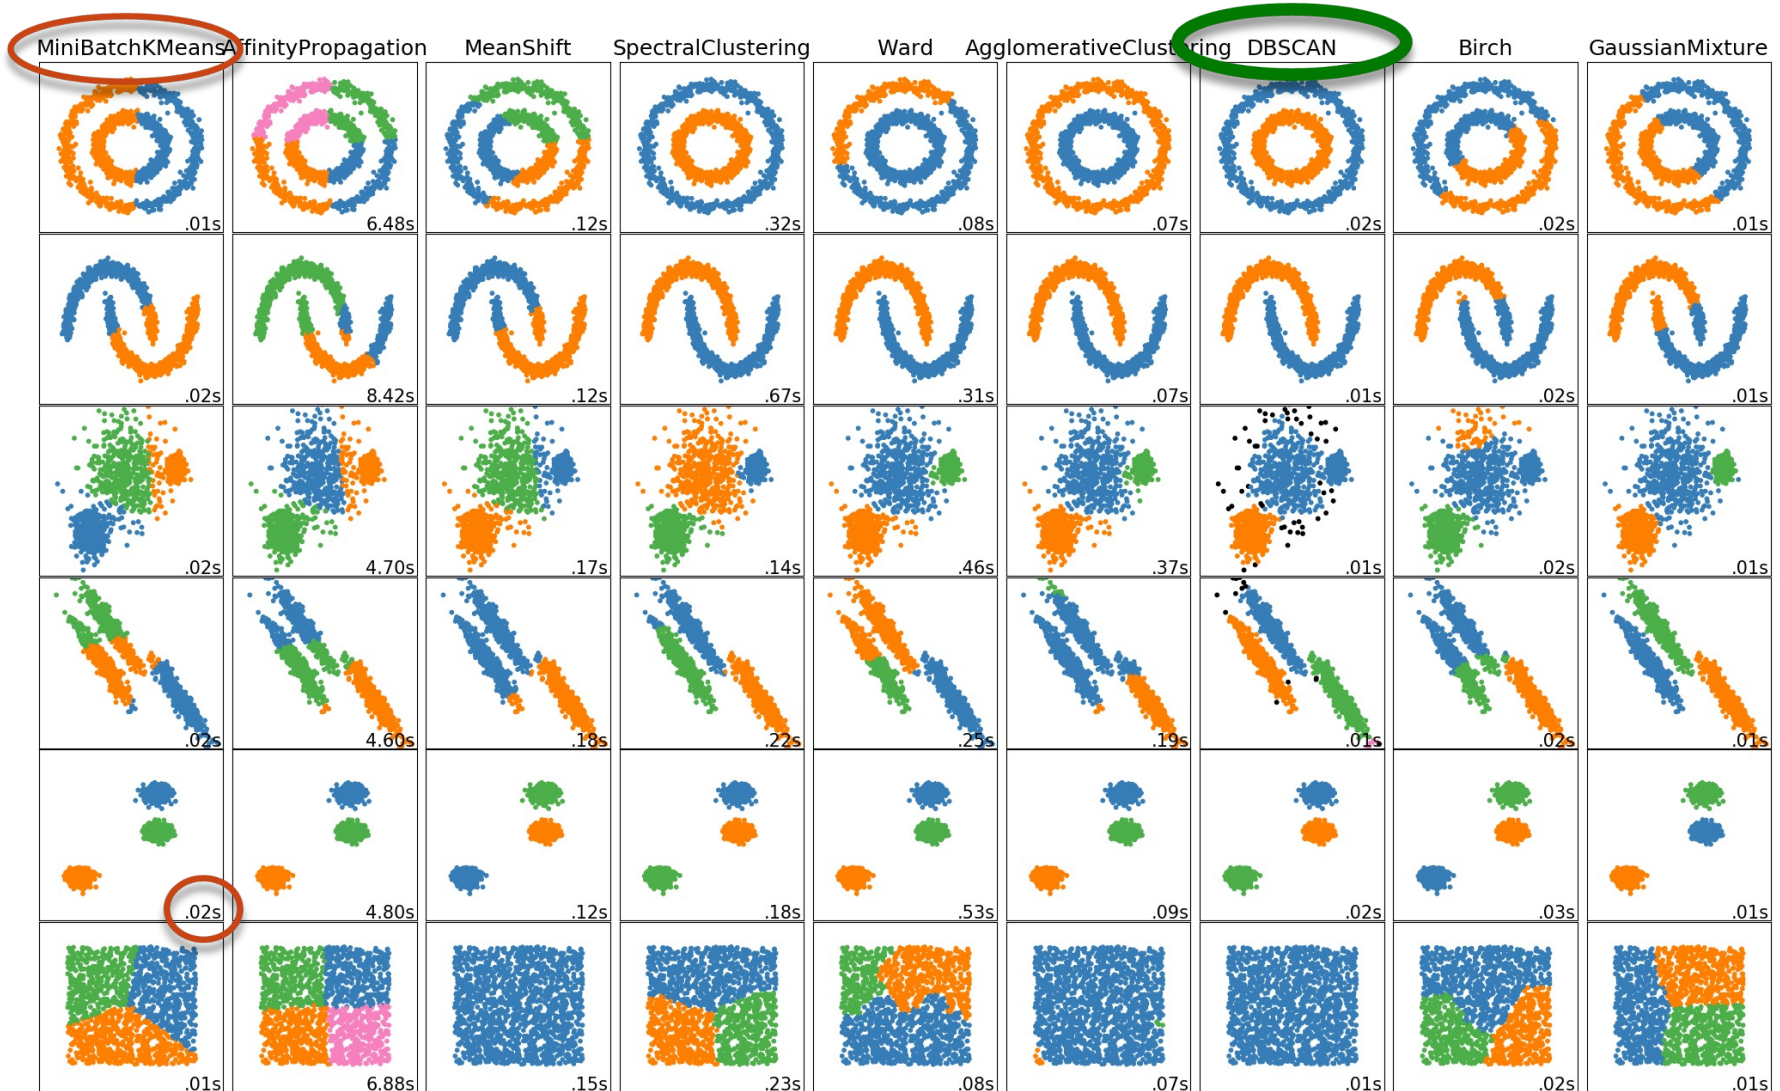 MiniBatchKMeans AffinityPropagation MeanShift SpectralClustering Ward AgglomerativeClustering DBSCAN Birch GaussianMixture
.01s 6.48s .12s .32s .08s .07s .02s .02s .01s
.02s 8.42s .12s .67s .31s .07s .01s .02s .01s
.02s 4.70s .17s .14s .46s .37s .01s .02s .01s
.02s 4.60s .18s .22s .25s .19s .01s .02s .01s
.02s 4.80s .12s .18s .53s .09s .02s .03s .01s
.01s 6.88s .15s .23s .08s .07s .01s .02s .01s